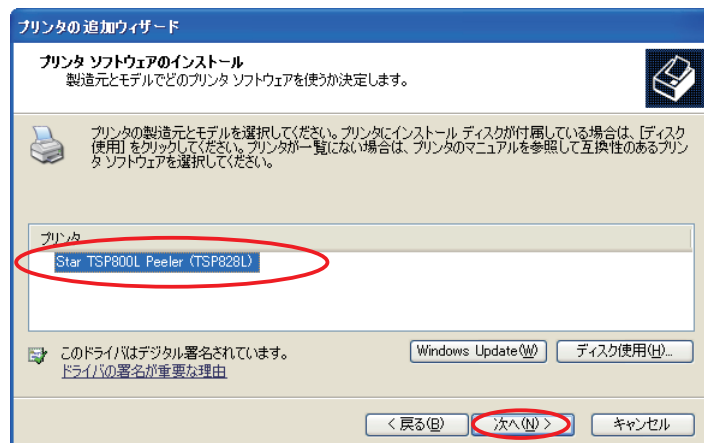 プリンタの追加ウィザード
プリンタ ソフトウェアのインストール
製造元とモデルでどのプリンタ ソフトウェアを使うか決定します。
プリンタの製造元とモデルを選択してください。プリンタにインストール ディスクが付属している場合は、[ディスク
使用] をクリックしてください。プリンタが一覧にない場合は、プリンタのマニュアルを参照して互換性のあるプリン
タ ソフトウェアを選択してください。
プリンタ
Star TSP800L Peeler (TSP828L)
このドライバはデジタル署名されています。
ドライバの署名が重要な理由
Windows Update(W) ディスク使用(H)...
< 戻る(B) 次へ(N) > キャンセル